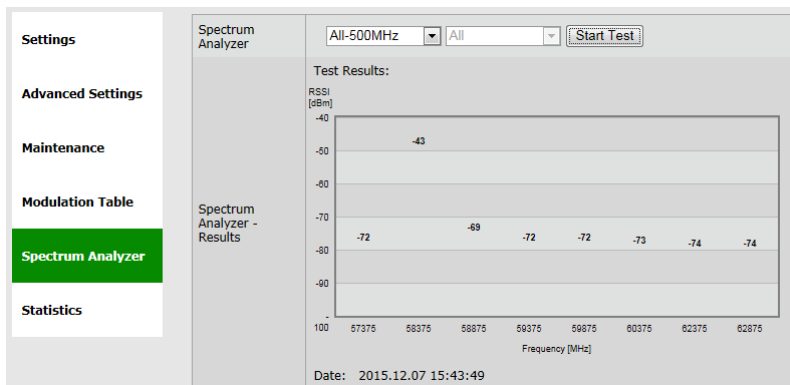 Settings
Advanced Settings
Maintenance
Modulation Table
Spectrum Analyzer
Statistics
Spectrum
Analyzer
All-500MHz
All
Start Test
Spectrum
Analyzer -
Results
Test Results:
RSSI
[dBm]
-40
-50
-60
-70
-80
-90
-
100
-72
-43
-69
-72
-72
-73
-74
-74
57375 58375 58875 59375 59875 60375 62375 62875
Frequency [MHz]
Date: 2015.12.07 15:43:49